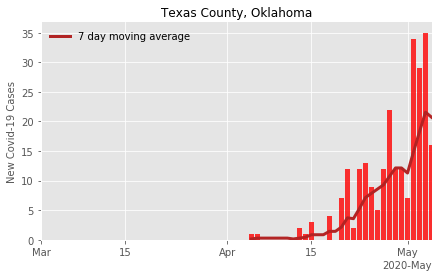 Texas County, Oklahoma
7 day moving average
New Covid-19 Cases
35
30
25
20
15
10
5
0
Mar 15 Apr 15 May
2020-May